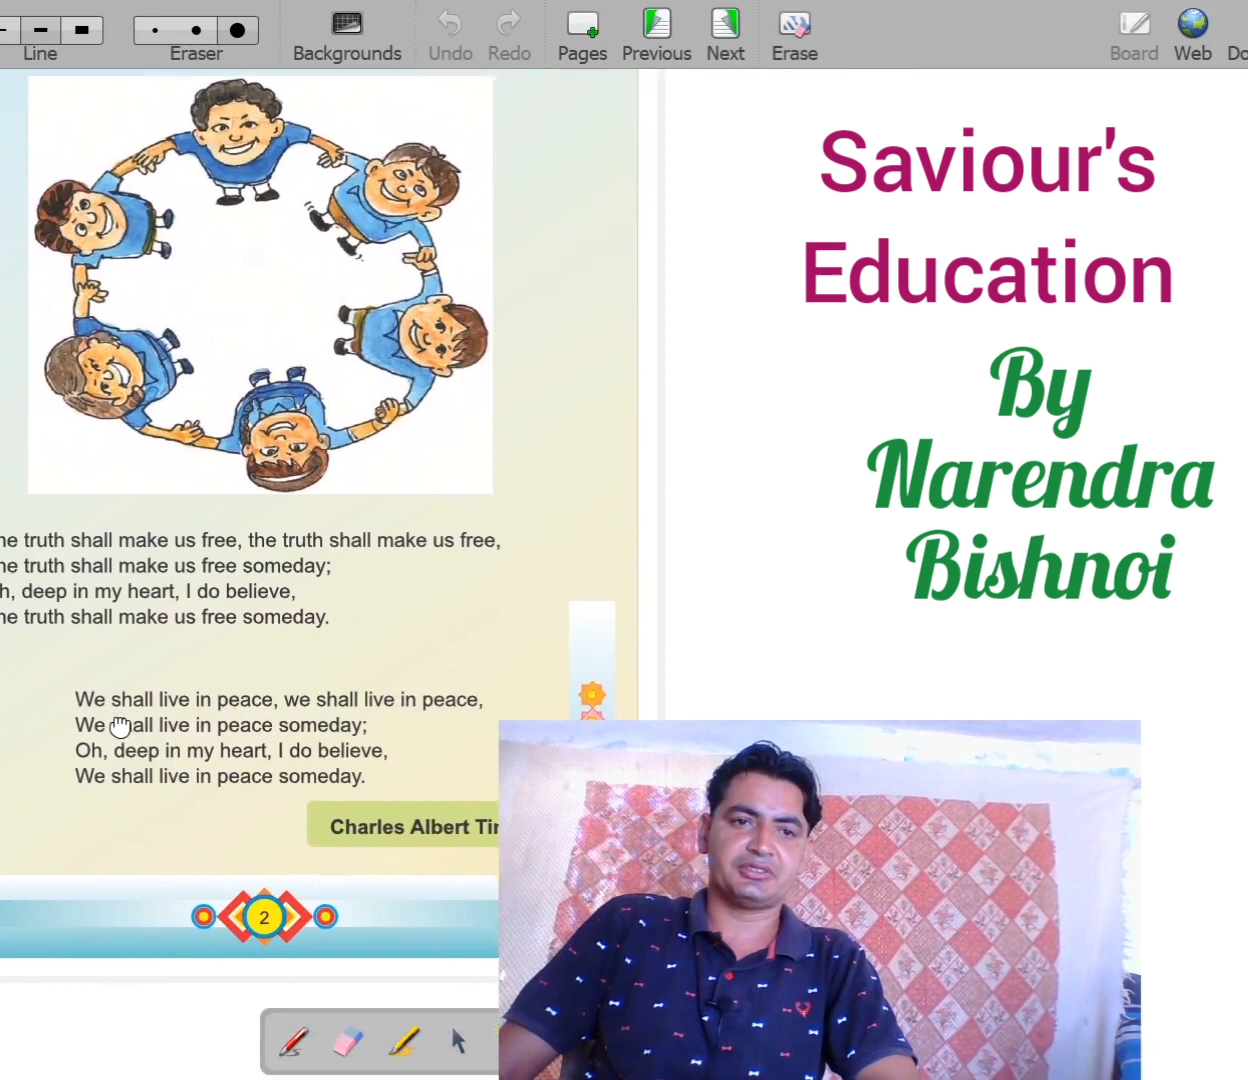 Line
Eraser
Backgrounds
Undo
Redo
Pages
Previous
Next
Erase
Board
Web
Saviour's
Education
By
Narendra
Bishnoi
truth shall make us free, the truth shall make us free,
truth shall make us free someday;
deep in my heart, I do believe,
truth shall make us free someday.
We shall live in peace, we shall live in peace,
We shall live in peace someday;
Oh, deep in my heart, I do believe,
We shall live in peace someday.
Charles Albert
2